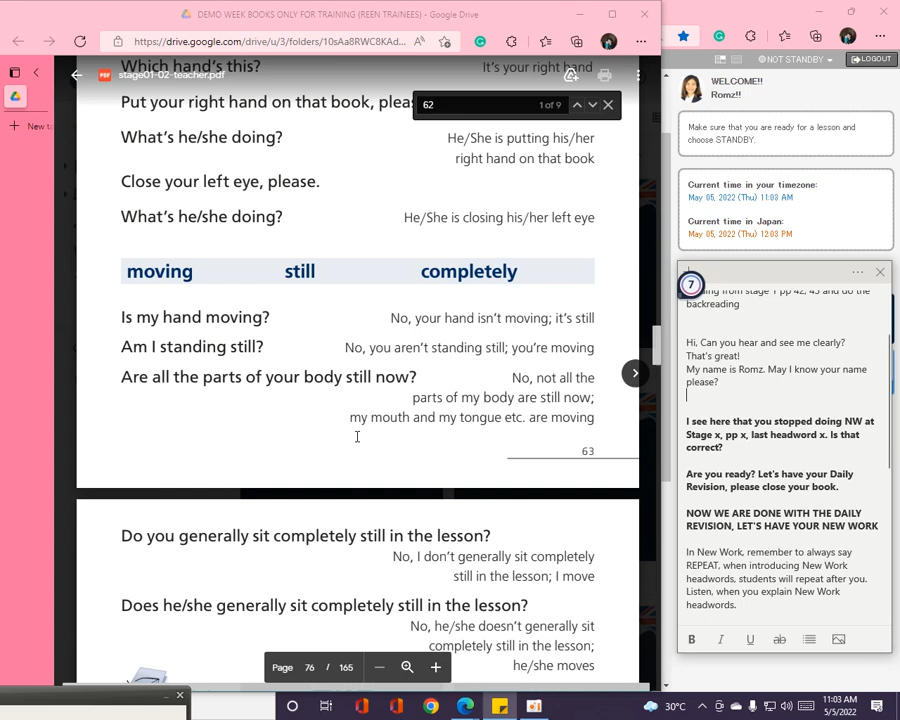 DEMO WEEK BOOKS ONLY FOR TRAINING (REEN TRAINEES) - Google Drive
https://drive.google.com/drive/u/3/folders/10sAa8RWC8KAd...
NOT STANDBY
LOGOUT
stage01-02-teacher.pdf
62
1 of 9
New ta
Which hand's this?
It's your right hand
Put your right hand on that book, pleas
What's he/she doing?
He/She is putting his/her
right hand on that book
Close your left eye, please.
What's he/she doing?
He/She is closing his/her left eye
moving still completely
Is my hand moving?
No, your hand isn't moving; it's still
Am I standing still?
No, you aren't standing still; you're moving
Are all the parts of your body still now?
No, not all the
parts of my body are still now;
my mouth and my tongue etc. are moving
63
Do you generally sit completely still in the lesson?
No, I don't generally sit completely
still in the lesson; I move
Does he/she generally sit completely still in the lesson?
No, he/she doesn't generally sit
completely still in the lesson;
he/she moves
Page 76 / 165
WELCOME!!
Romz!!
Make sure that you are ready for a lesson and
choose STANDBY.
Current time in your timezone:
May 05, 2022 (Thu) 11:03 AM
Current time in Japan:
May 05, 2022 (Thu) 12:03 PM
7
from stage 1 pp 42, 43 and do the
backreading
Hi, Can you hear and see me clearly?
That's great!
My name is Romz. May I know your name
please?
I see here that you stopped doing NW at
Stage x, pp x, last headword x. Is that
correct?
Are you ready? Let's have your Daily
Revision, please close your book.
NOW WE ARE DONE WITH THE DAILY
REVISION, LET'S HAVE YOUR NEW WORK
In New Work, remember to always say
REPEAT, when introducing New Work
headwords, students will repeat after you.
Listen, when you explain New Work
headwords.
B I U ab
30°C
11:03 AM
5/5/2022